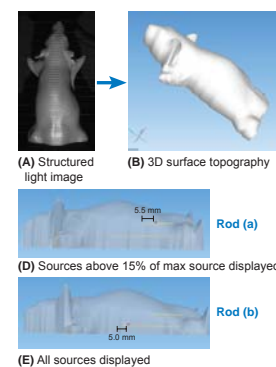 (A) Structured
light image
(B) 3D surface topography
5.5 mm
Rod (a)
(D) Sources above 15% of max source displayed
Rod (b)
5.0 mm
(E) All sources displayed